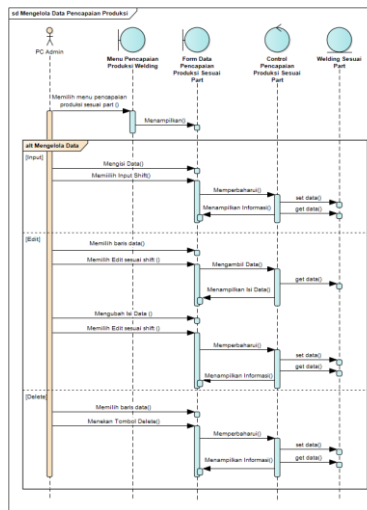 sd Mengelola Data Pencapaian Produksi
PC Admin
Menu Pencapaian
Produksi Welding
Form Data
Pencapaian
Produksi Sesuai
Part
Control
Pencapaian
Produksi Sesuai
Part
Welding Sesuai
Part
Memilih menu pencapaian
produksi sesuai part ()
Menampilkan()
alt Mengelola Data
[Input]
Mengisi Data()
Memilih Input Shift()
Memperbaharui()
set data()
Menampilkan Informasi()
get data()
[Edit]
Memilih baris data()
Memilih Edit sesuai shift ()
Mengambil Data()
get data()
Menampilkan Isi Data()
Mengubah Isi Data ()
Memilih Edit sesuai shift ()
Memperbaharui()
set data()
get data()
Menampilkan Informasi()
[Delete]
Memilih baris data()
Menekan Tombol Delete()
Memperbaharui()
set data()
Menampilkan Informasi()
get data()